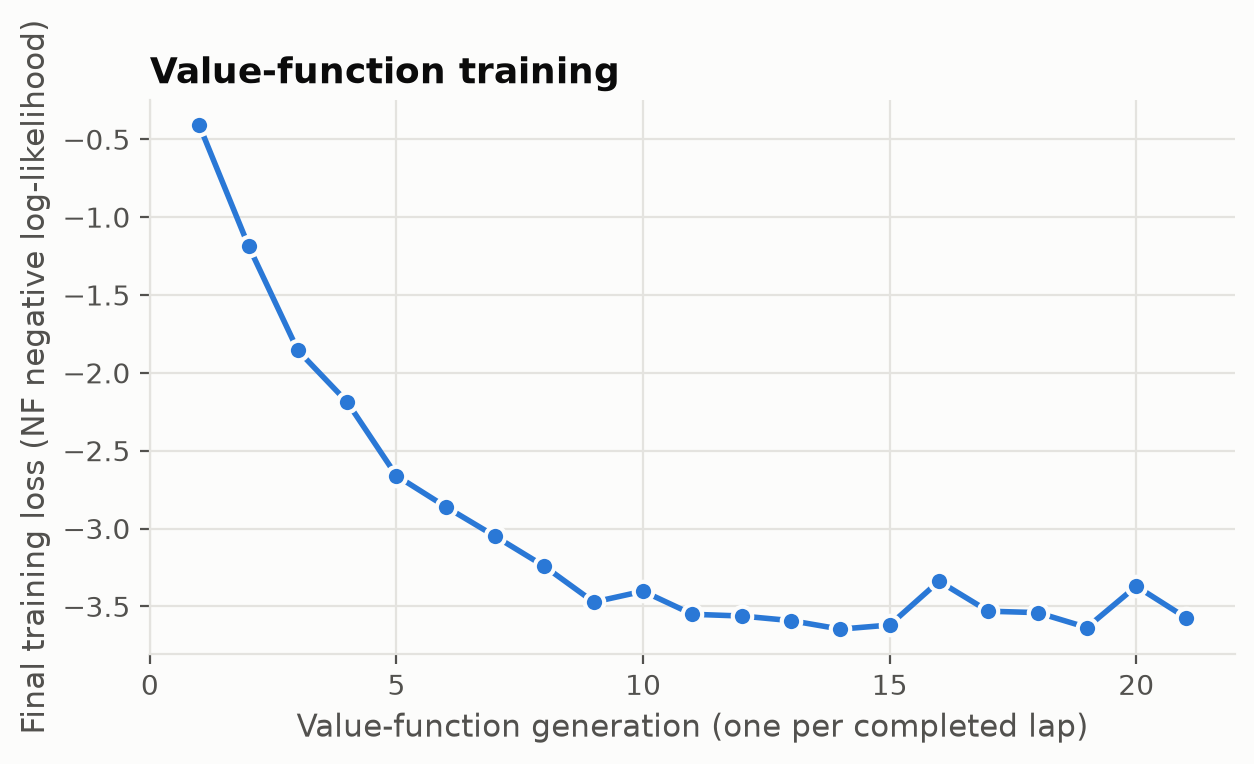 Value-function training
Final training loss (NF negative log-likelihood)
−0.5
−1.0
−1.5
−2.0
−2.5
−3.0
−3.5
0 5 10 15 20
Value-function generation (one per completed lap)